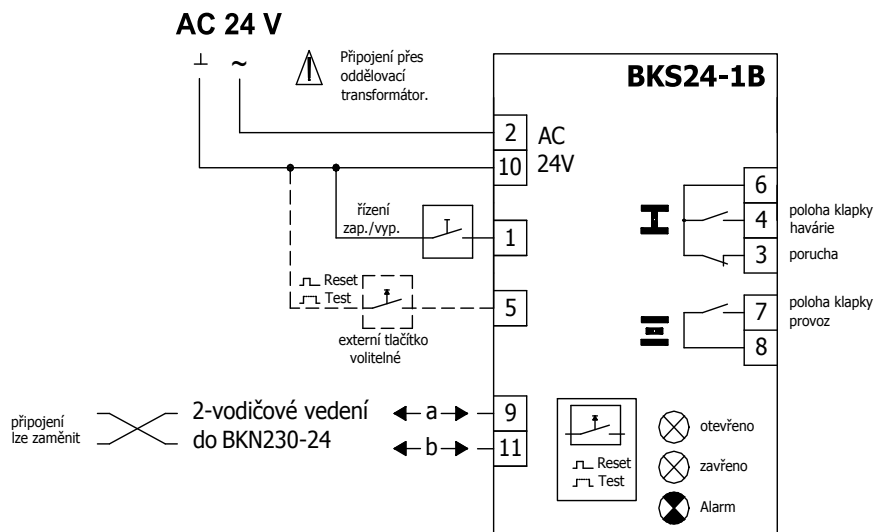 AC 24 V
⊥ ~
Připojení přes
oddělovací
transformátor.
BKS24-1B
2
AC
10
24V
řízení
zap./vyp.
1
Reset
Test
5
externí tlačítko
volitelné
připojení
lze zaměnit
2-vodičové vedení
do BKN230-24
a
b
9
11
6
4
3
poloha klapky
havárie
porucha
7
8
poloha klapky
provoz
Reset
Test
otevřeno
zavřeno
Alarm